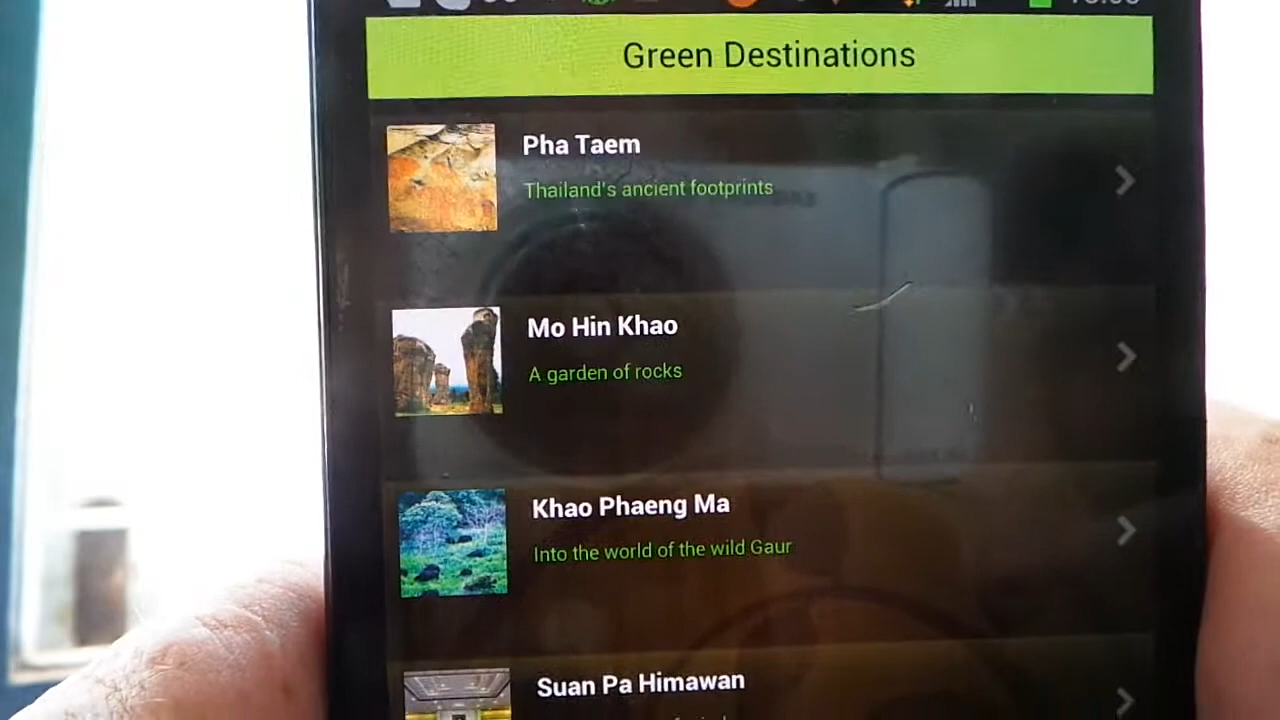 Green Destinations
Pha Taem
Thailand's ancient footprints
Mo Hin Khao
A garden of rocks
Khao Phaeng Ma
Into the world of the wild Gaur
Suan Pa Himawan